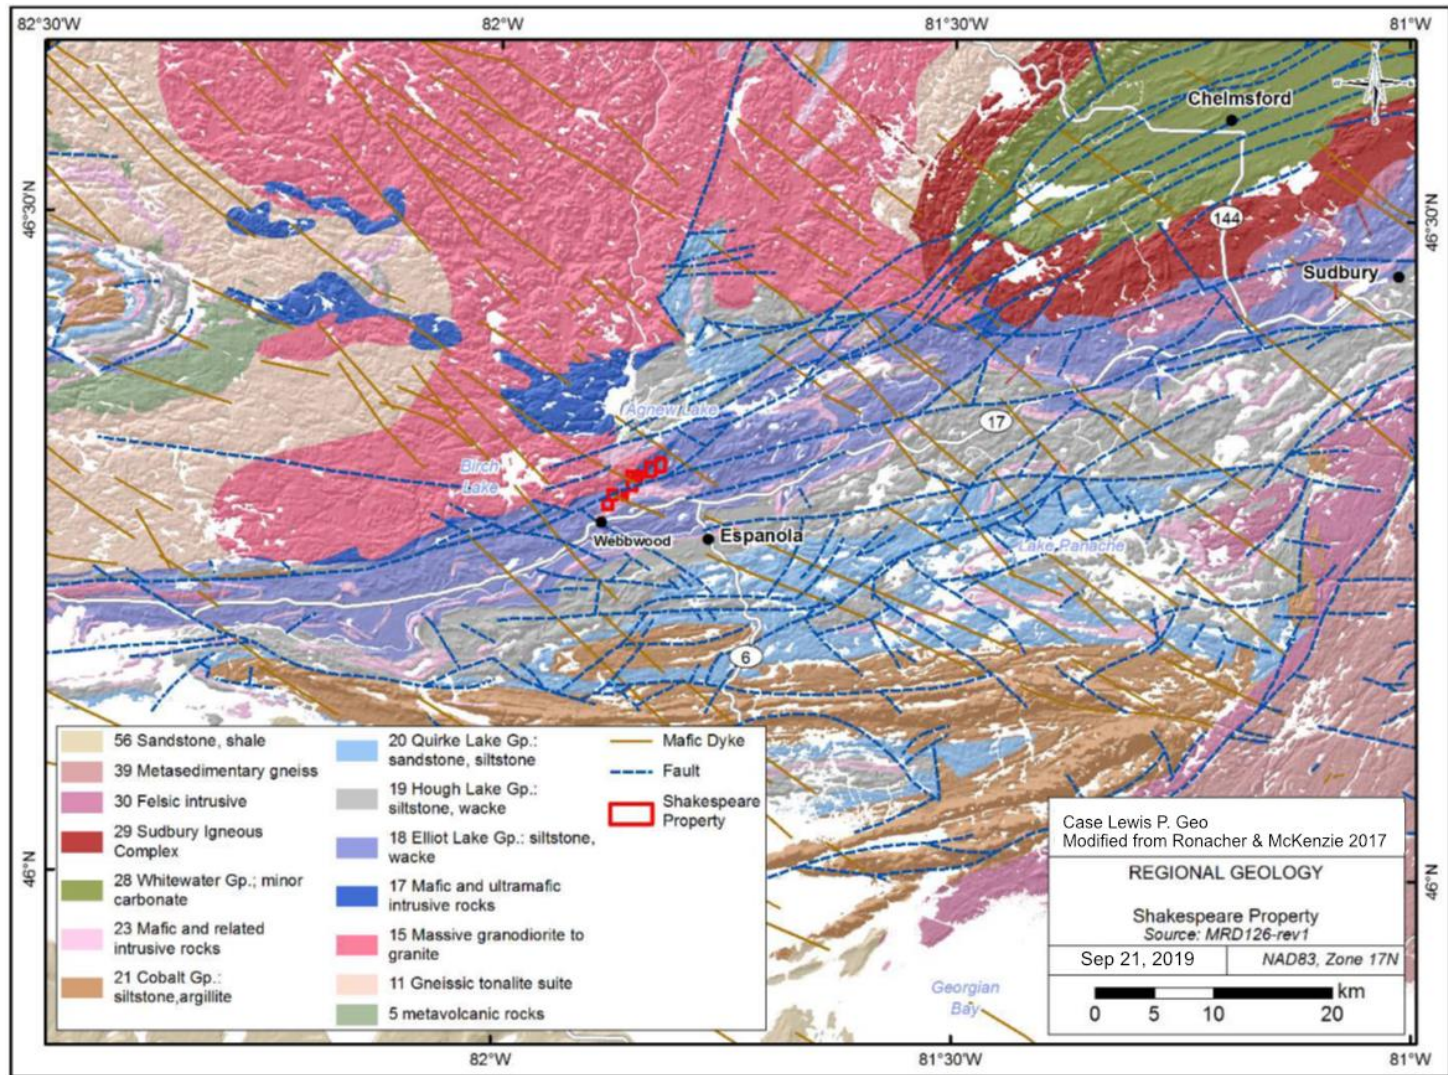 82°30'W
82°W
81°30'W
81°W
46°30'N
46°30'N
Chelmsford
144
Sudbury
Agnew Lake
17
Birch
Lake
Webbwood
Espanola
Lake Panache
6
46°N
46°N
56 Sandstone, shale
39 Metasedimentary gneiss
30 Felsic intrusive
29 Sudbury Igneous
Complex
28 Whitewater Gp.; minor
carbonate
23 Mafic and related
intrusive rocks
21 Cobalt Gp.:
siltstone,argillite
20 Quirke Lake Gp.:
sandstone, siltstone
19 Hough Lake Gp.:
siltstone, wacke
18 Elliot Lake Gp.: siltstone,
wacke
17 Mafic and ultramafic
intrusive rocks
15 Massive granodiorite to
granite
11 Gneissic tonalite suite
5 metavolcanic rocks
Mafic Dyke
Fault
Shakespeare
Property
Georgian
Bay
Case Lewis P. Geo
Modified from Ronacher & McKenzie 2017
REGIONAL GEOLOGY
Shakespeare Property
Source: MRD126-rev1
Sep 21, 2019
NAD83, Zone 17N
km
0 5 10 20
82°W
81°30'W
81°W